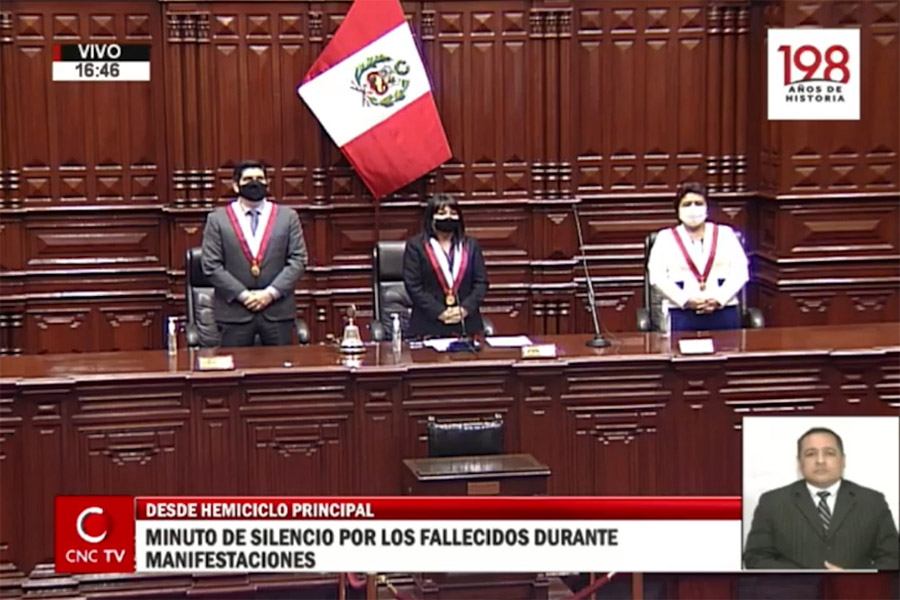 VIVO
16:46
198
AÑOS DE
HISTORIA
DESDE HEMICICLO PRINCIPAL
MINUTO DE SILENCIO POR LOS FALLECIDOS DURANTE
MANIFESTACIONES
CNC TV